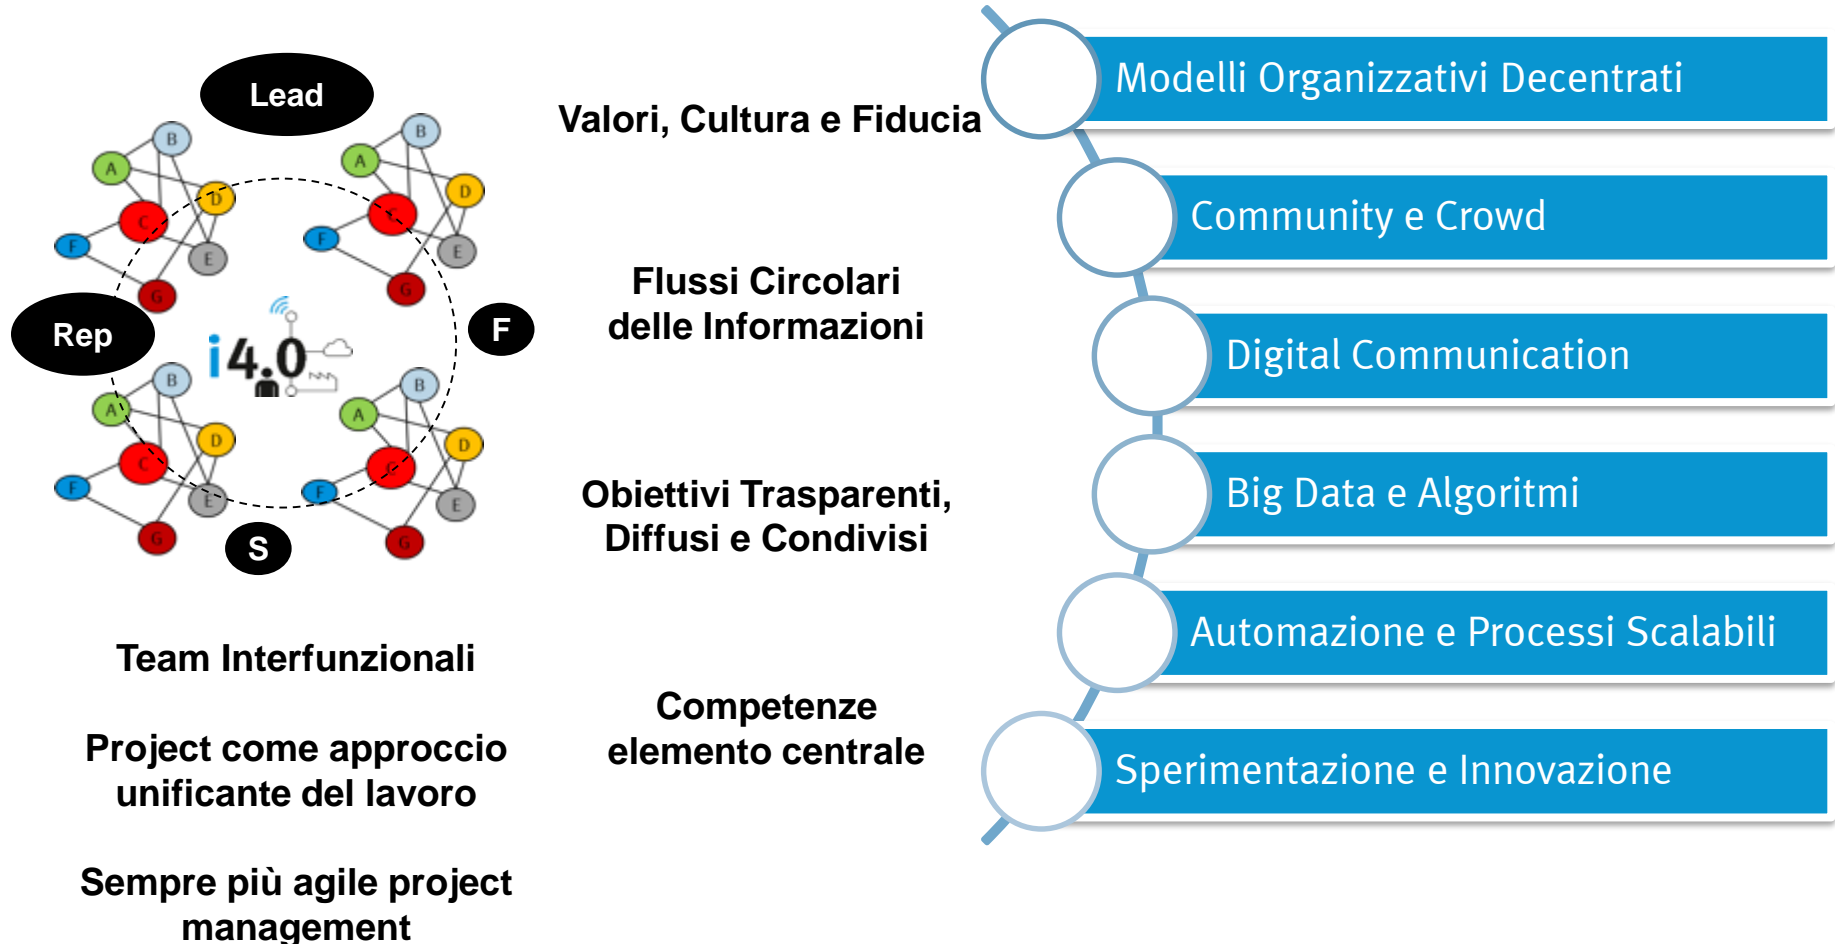 Lead
B
A
D
C
F
E
G
B
A
D
C
F
E
G
Rep
F
i4.0
B
A
D
C
F
E
G
B
A
D
C
F
E
G
S
Team Interfunzionali
Project come approccio
unificante del lavoro
Sempre più agile project
management
Valori, Cultura e Fiducia
Flussi Circolari
delle Informazioni
Obiettivi Trasparenti,
Diffusi e Condivisi
Competenze
elemento centrale
Modelli Organizzativi Decentrati
Community e Crowd
Digital Communication
Big Data e Algoritmi
Automazione e Processi Scalabili
Sperimentazione e Innovazione